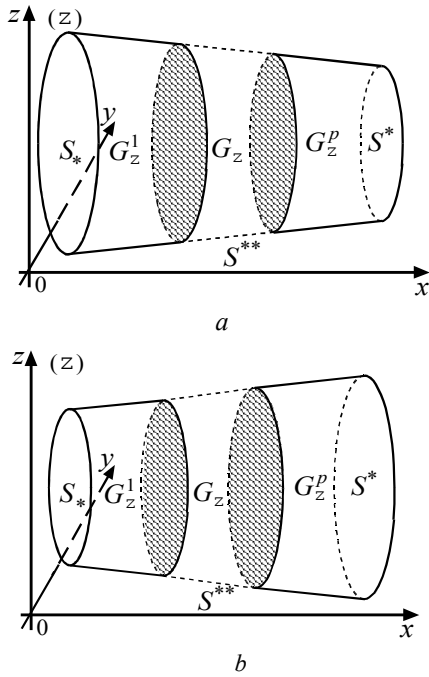 z (z)
y
S* G_z^1 G_z G_z^p S*
S**
0 x
a
z (z)
y
S* G_z^1 G_z G_z^p S*
S**
0 x
b